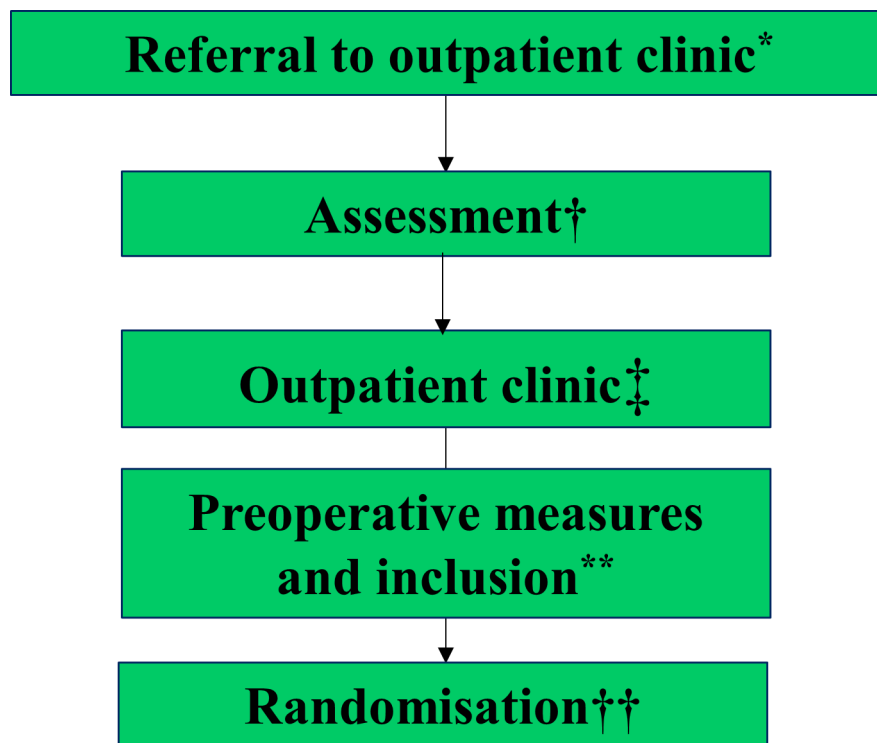 Referral to outpatient clinic*
Assessment†
Outpatient clinic‡
Preoperative measures
and inclusion**
Randomisation††